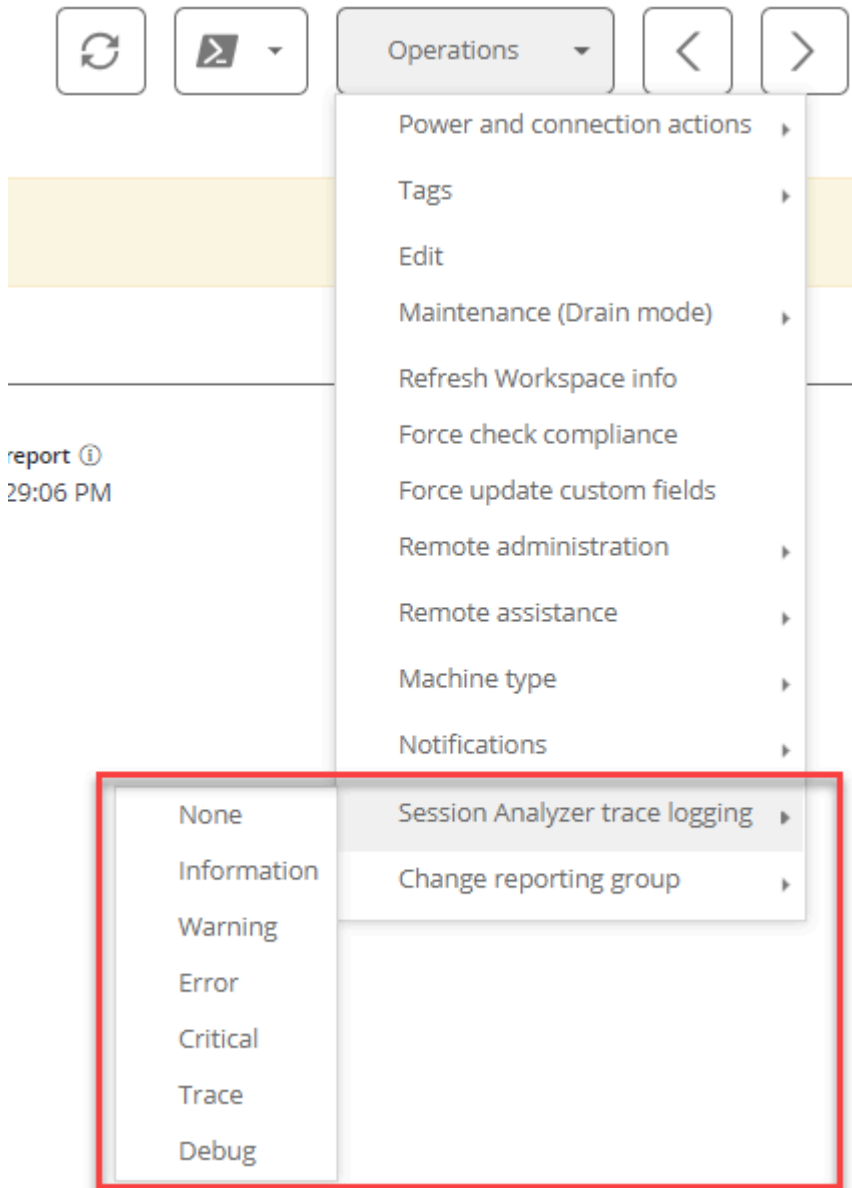 Operations
Power and connection actions
Tags
Edit
Maintenance (Drain mode)
Refresh Workspace info
Force check compliance
report ⓘ
29:06 PM
Force update custom fields
Remote administration
Remote assistance
Machine type
Notifications
Session Analyzer trace logging
Change reporting group
None
Information
Warning
Error
Critical
Trace
Debug